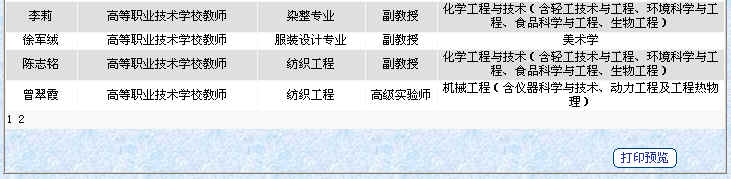 李莉 高等职业技术学校教师 染整专业 副教授 化学工程与技术(含轻工技术与工程、环境科学与工
程、食品科学与工程、生物工程)
徐军绒 高等职业技术学校教师 服装设计专业 副教授 美术学
陈志铭 高等职业技术学校教师 纺织工程 副教授 化学工程与技术(含轻工技术与工程、环境科学与工
程、食品科学与工程、生物工程)
曾翠霞 高等职业技术学校教师 纺织工程 高级实验师 机械工程(含仪器科学与技术、动力工程及工程热物
理)
1 2
打印预览